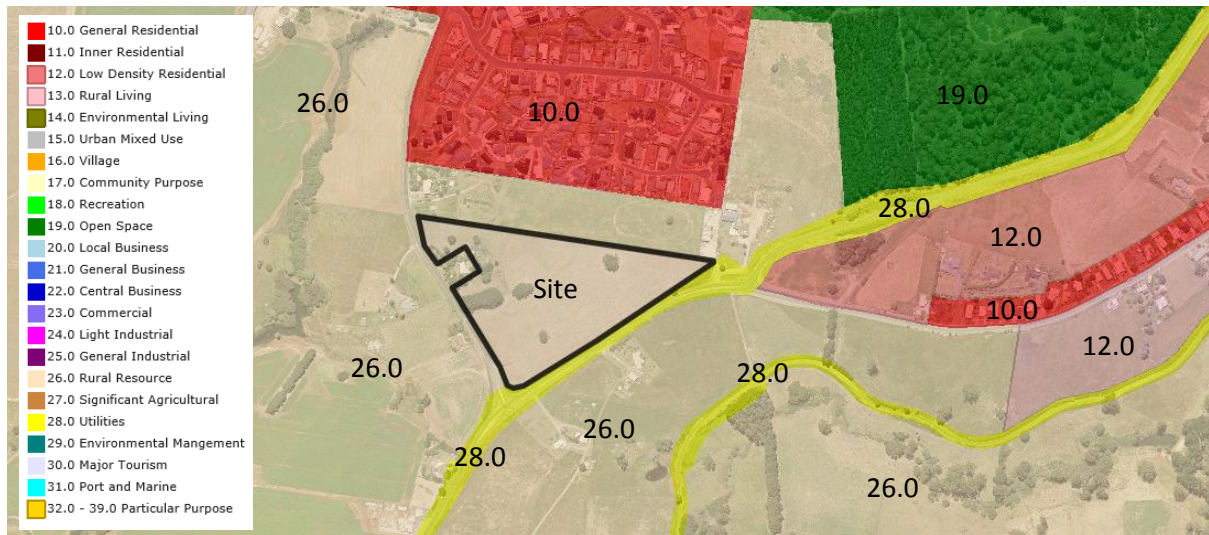 10.0 General Residential
11.0 Inner Residential
12.0 Low Density Residential
13.0 Rural Living
14.0 Environmental Living
15.0 Urban Mixed Use
16.0 Village
17.0 Community Purpose
18.0 Recreation
19.0 Open Space
20.0 Local Business
21.0 General Business
22.0 Central Business
23.0 Commercial
24.0 Light Industrial
25.0 General Industrial
26.0 Rural Resource
27.0 Significant Agricultural
28.0 Utilities
29.0 Environmental Mangement
30.0 Major Tourism
31.0 Port and Marine
32.0 - 39.0 Particular Purpose
26.0
10.0
19.0
28.0
12.0
Site
10.0
12.0
26.0
28.0
26.0
28.0
26.0